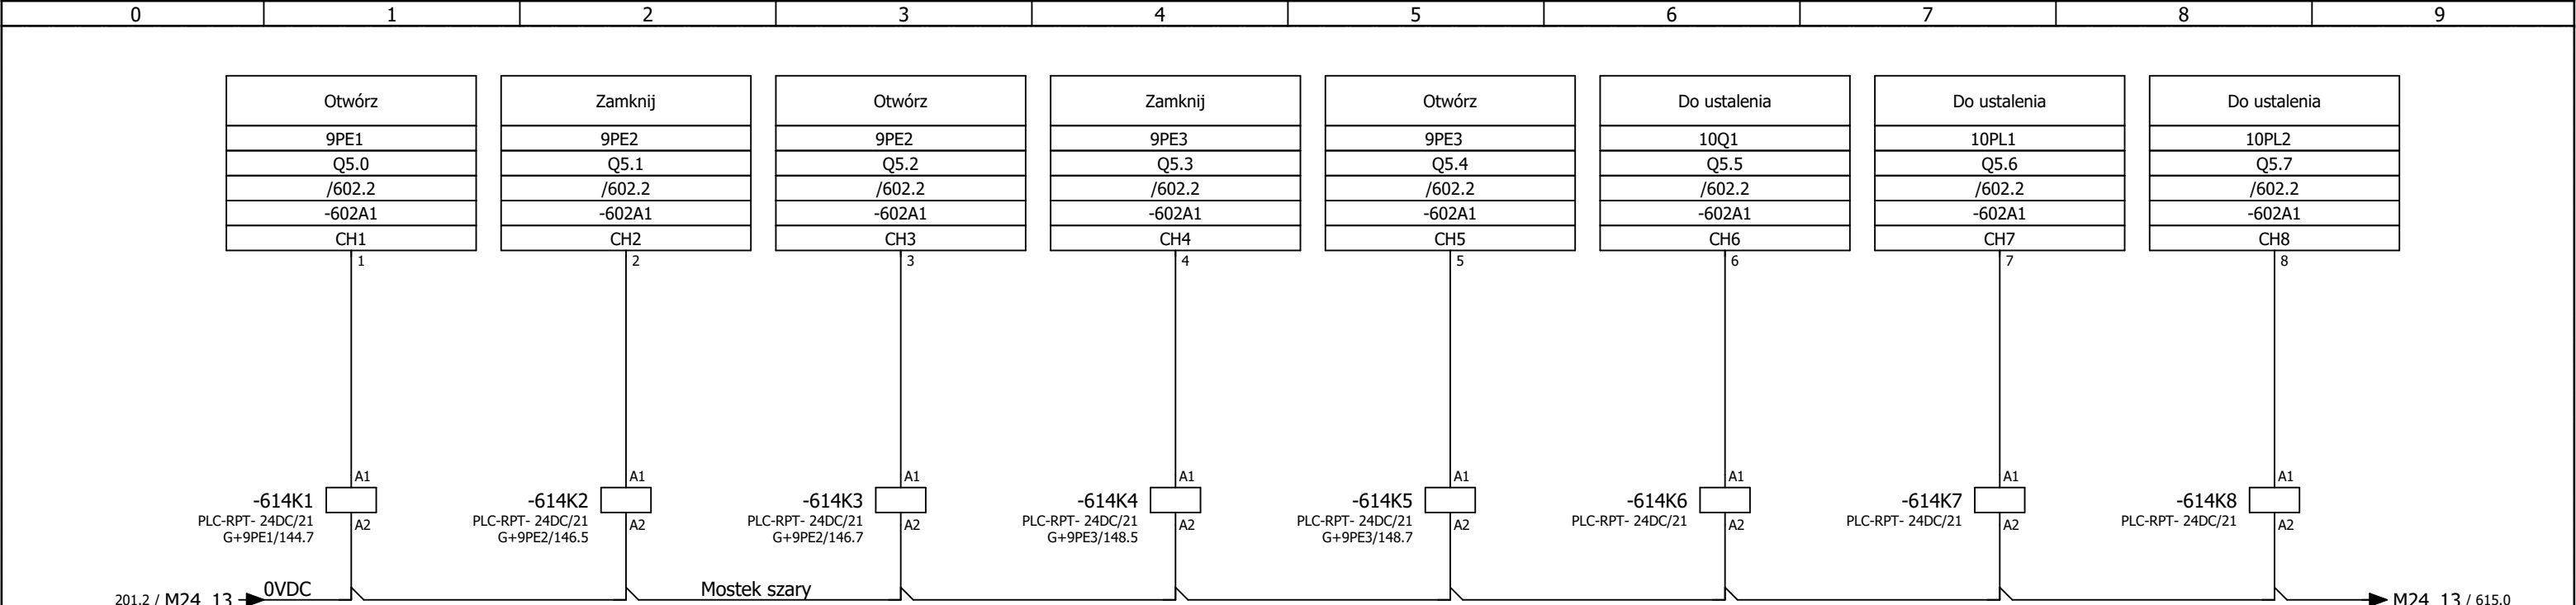 0 1 2 3 4 5 6 7 8 9
Otwórz Zamknij Otwórz Zamknij Otwórz Do ustalenia Do ustalenia Do ustalenia
9PE1 9PE2 9PE2 9PE3 9PE3 10Q1 10PL1 10PL2
Q5.0 Q5.1 Q5.2 Q5.3 Q5.4 Q5.5 Q5.6 Q5.7
/602.2 /602.2 /602.2 /602.2 /602.2 /602.2 /602.2 /602.2
-602A1 -602A1 -602A1 -602A1 -602A1 -602A1 -602A1 -602A1
CH1 CH2 CH3 CH4 CH5 CH6 CH7 CH8
1 2 3 4 5 6 7 8
A1 A1 A1 A1 A1 A1 A1 A1
-614K1 -614K2 -614K3 -614K4 -614K5 -614K6 -614K7 -614K8
PLC-RPT- 24DC/21 A2 PLC-RPT- 24DC/21 A2 PLC-RPT- 24DC/21 A2 PLC-RPT- 24DC/21 A2 PLC-RPT- 24DC/21 A2 PLC-RPT- 24DC/21 A2 PLC-RPT- 24DC/21 A2 PLC-RPT- 24DC/21 A2
G+9PE1/144.7 G+9PE2/146.5 G+9PE2/146.7 G+9PE3/148.5 G+9PE3/148.7
0VDC Mostek szary
201.2 / M24_13 M24_13 / 615.0